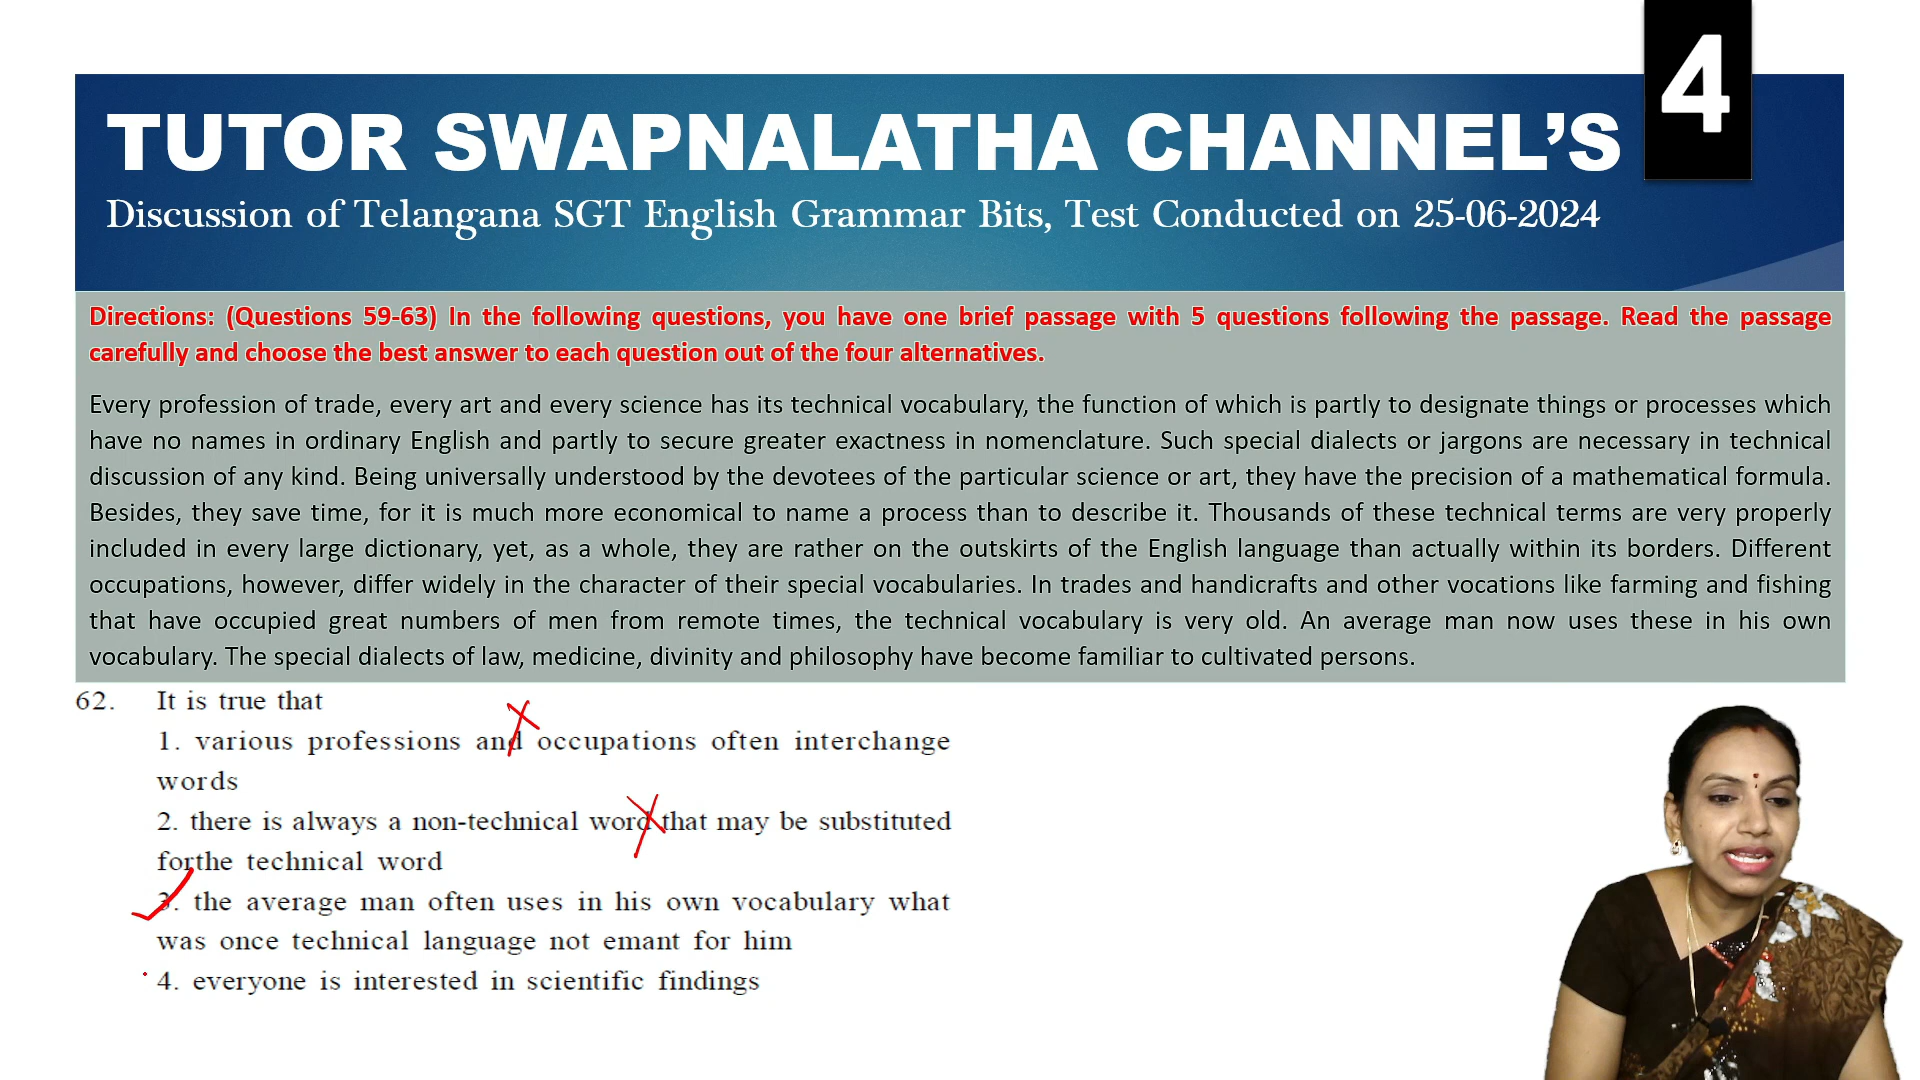 4
TUTOR SWAPNALATHA CHANNEL’S
Discussion of Telangana SGT English Grammar Bits, Test Conducted on 25-06-2024
Directions: (Questions 59-63) In the following questions, you have one brief passage with 5 questions following the passage. Read the passage
carefully and choose the best answer to each question out of the four alternatives.
Every profession of trade, every art and every science has its technical vocabulary, the function of which is partly to designate things or processes which
have no names in ordinary English and partly to secure greater exactness in nomenclature. Such special dialects or jargons are necessary in technical
discussion of any kind. Being universally understood by the devotees of the particular science or art, they have the precision of a mathematical formula.
Besides, they save time, for it is much more economical to name a process than to describe it. Thousands of these technical terms are very properly
included in every large dictionary, yet, as a whole, they are rather on the outskirts of the English language than actually within its borders. Different
occupations, however, differ widely in the character of their special vocabularies. In trades and handicrafts and other vocations like farming and fishing
that have occupied great numbers of men from remote times, the technical vocabulary is very old. An average man now uses these in his own
vocabulary. The special dialects of law, medicine, divinity and philosophy have become familiar to cultivated persons.
62. It is true that
1. various professions and occupations often interchange
words
2. there is always a non-technical word that may be substituted
forthe technical word
3. the average man often uses in his own vocabulary what
was once technical language not emant for him
4. everyone is interested in scientific findings